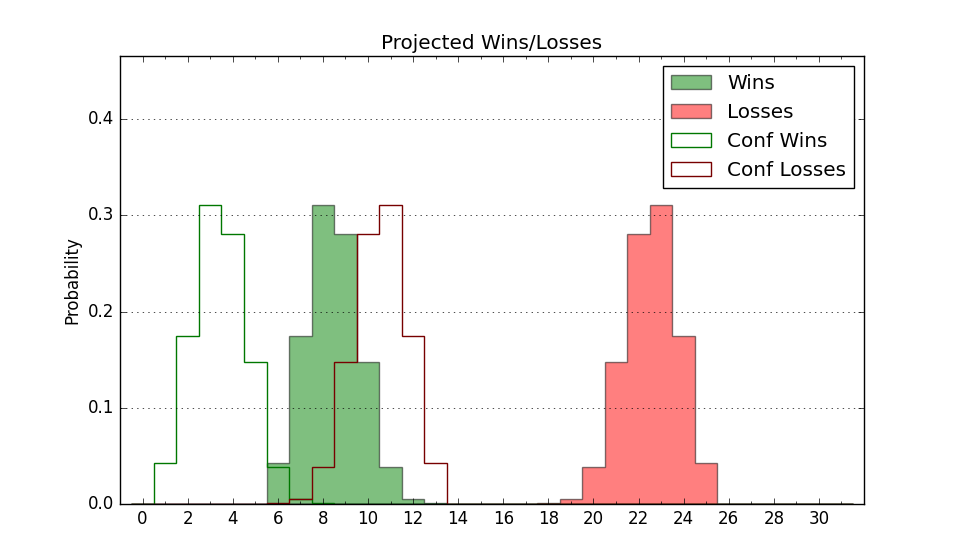 Projected Wins/Losses
Wins
Losses
Conf Wins
Conf Losses
Probability
0.4
0.3
0.2
0.1
0.0
0 2 4 6 8 10 12 14 16 18 20 22 24 26 28 30